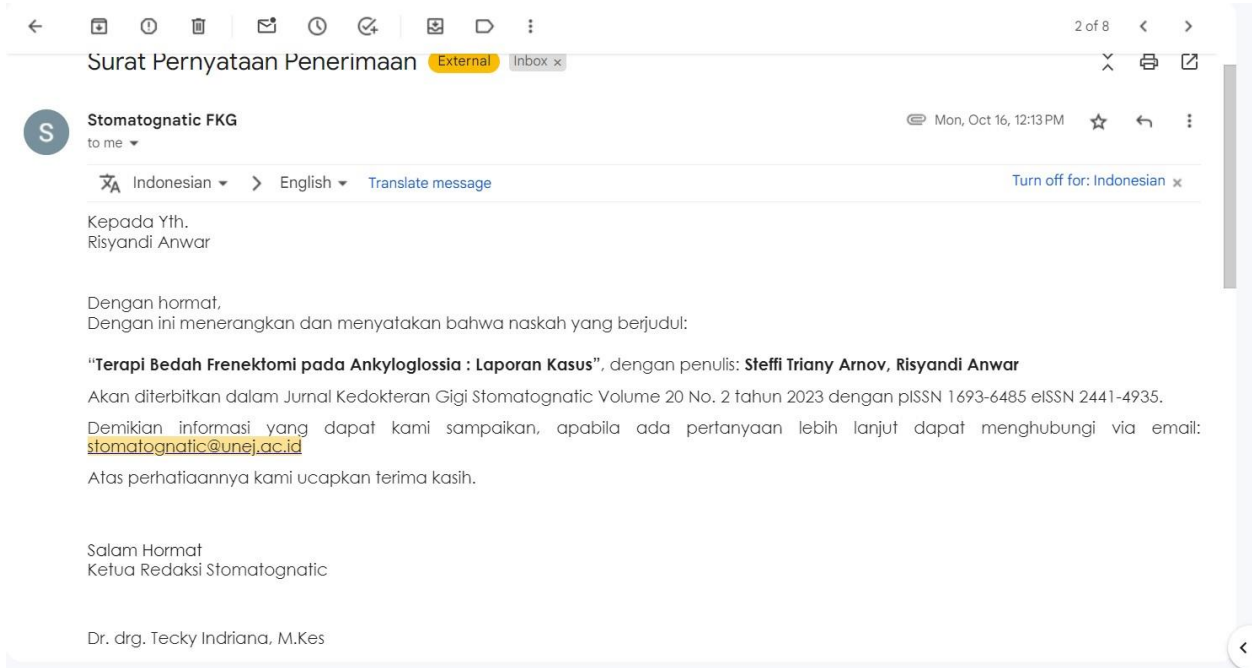 2 of 8
Surat Pernyataan Penerimaan External Inbox ×
Stomatognatic FKG
Mon, Oct 16, 12:13 PM
S
to me
Indonesian > English Translate message
Turn off for: Indonesian ×
Kepada Yth.
Risyandi Anwar
Dengan hormat,
Dengan ini menerangkan dan menyatakan bahwa naskah yang berjudul:
“Terapi Bedah Frenektomi pada Ankyloglossia : Laporan Kasus”, dengan penulis: Steffi Triany Arnov, Risyandi Anwar
Akan diterbitkan dalam Jurnal Kedokteran Gigi Stomatognatic Volume 20 No. 2 tahun 2023 dengan pISSN 1693-6485 eISSN 2441-4935.
Demikian informasi yang dapat kami sampaikan, apabila ada pertanyaan lebih lanjut dapat menghubungi via email:
stomatognatic@unej.ac.id
Atas perhatiaannya kami ucapkan terima kasih.
Salam Hormat
Ketua Redaksi Stomatognatic
Dr. drg. Tecky Indriana, M.Kes